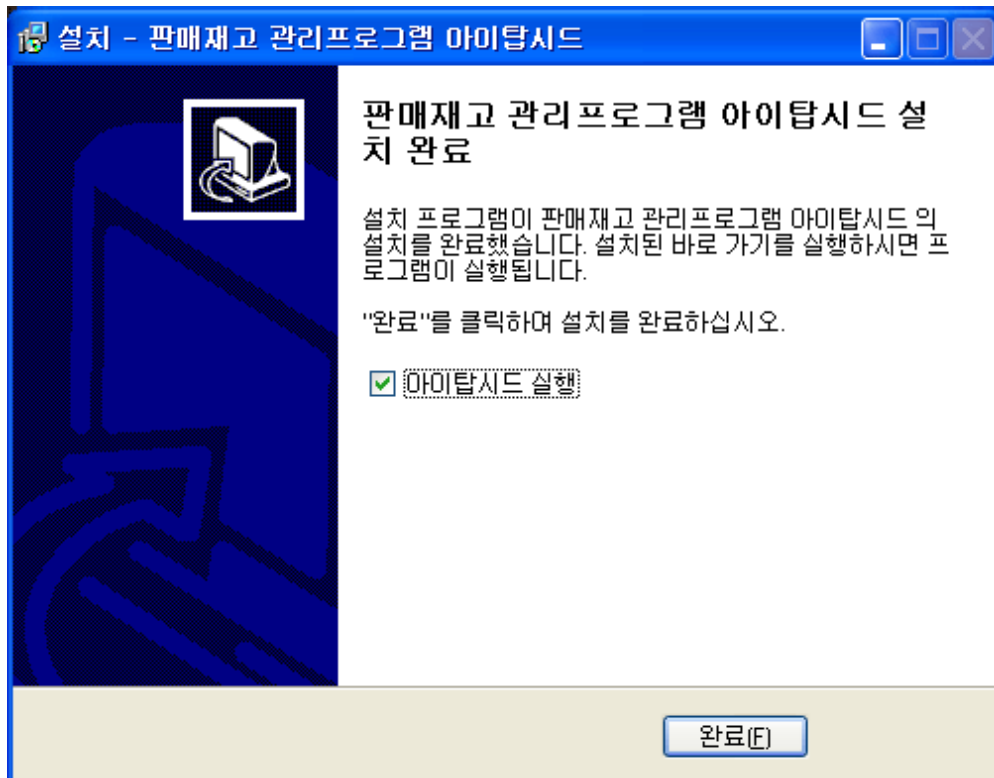 설치 - 판매재고 관리프로그램 아이탑시드
판매재고 관리프로그램 아이탑시드 설
치 완료
설치 프로그램이 판매재고 관리프로그램 아이탑시드 의
설치를 완료했습니다. 설치된 바로 가기를 실행하시면 프
로그램이 실행됩니다.
"완료"를 클릭하여 설치를 완료하십시오.
아이탑시드 실행
완료(F)